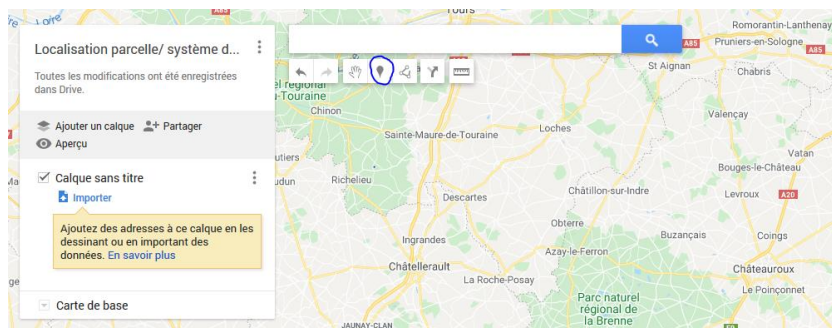 Localisation parcelle/ système d...
Toutes les modifications ont été enregistrées
dans Drive.
Ajouter un calque
Partager
Aperçu
Calque sans titre
Importer
Ajoutez des adresses à ce calque en les
dessinant ou en important des
données. En savoir plus
Carte de base
Tours
Loire
A85
Romorantin-Lanthenay
A85
Pruniers-en-Sologne
St Aignan
Chabris
Chinon
Valençay
Sainte-Maure-de-Touraine
Loches
Vatan
Bouges-le-Château
Richelieu
Descartes
Châtillon-sur-Indre
Levroux
A20
Obterre
Ingrandes
Buzançais
Coings
Azay-le-Ferron
Châtellerault
Châteauroux
La Roche-Posay
Le Poinçonnet
Parc naturel
régional de
la Brenne
JAUNAY-CLAN